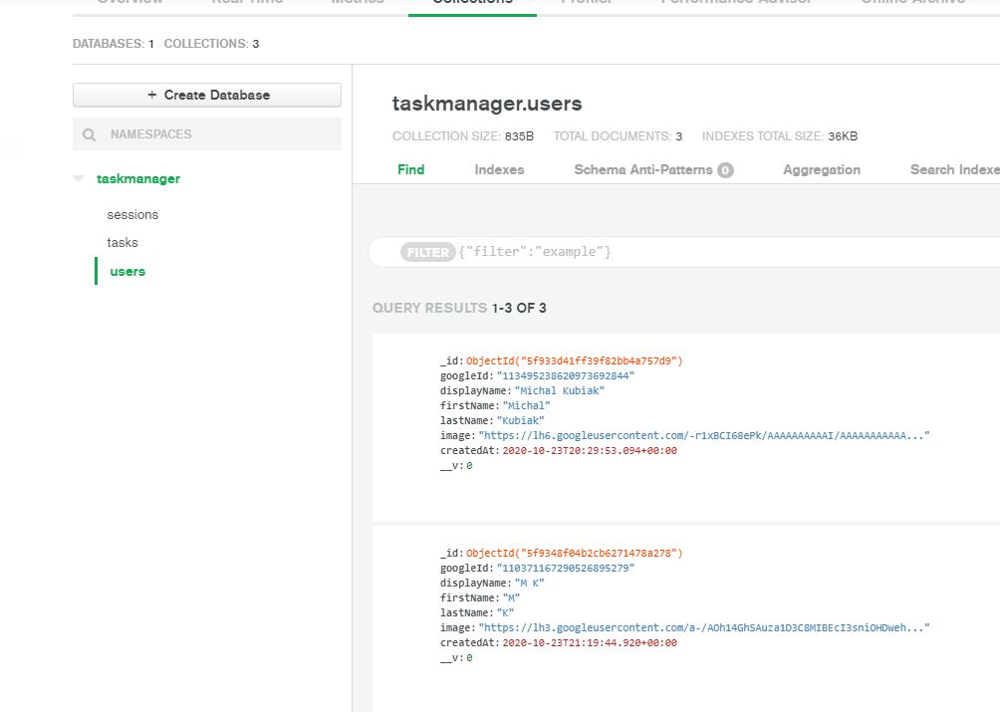 Overview Real Time Metrics Collections Profiler Performance Advisor Online Archive
DATABASES: 1 COLLECTIONS: 3
+ Create Database
NAMESPACES
taskmanager
sessions
tasks
users
taskmanager.users
COLLECTION SIZE: 835B TOTAL DOCUMENTS: 3 INDEXES TOTAL SIZE: 36KB
Find Indexes Schema Anti-Patterns 0 Aggregation Search Indexe
FILTER {"filter":"example"}
QUERY RESULTS 1-3 OF 3
_id: ObjectId("5f933d41ff39f82bb4a757d9")
googleId: "113495238620973692844"
displayName: "Michal Kubiak"
firstName: "Michal"
lastName: "Kubiak"
image: "https://lh6.googleusercontent.com/-r1xBCI68ePk/AAAAAAAAAAI/AAAAAAAAAAA..."
createdAt: 2020-10-23T20:29:53.094+00:00
__v: 0
_id: ObjectId("5f9348f04b2cb6271478a278")
googleId: "110371167290526895279"
displayName: "M K"
firstName: "M"
lastName: "K"
image: "https://lh3.googleusercontent.com/a-/AOh14GhSAuza1D3C8MIBEcI3sniOHDweh..."
createdAt: 2020-10-23T21:19:44.920+00:00
__v: 0